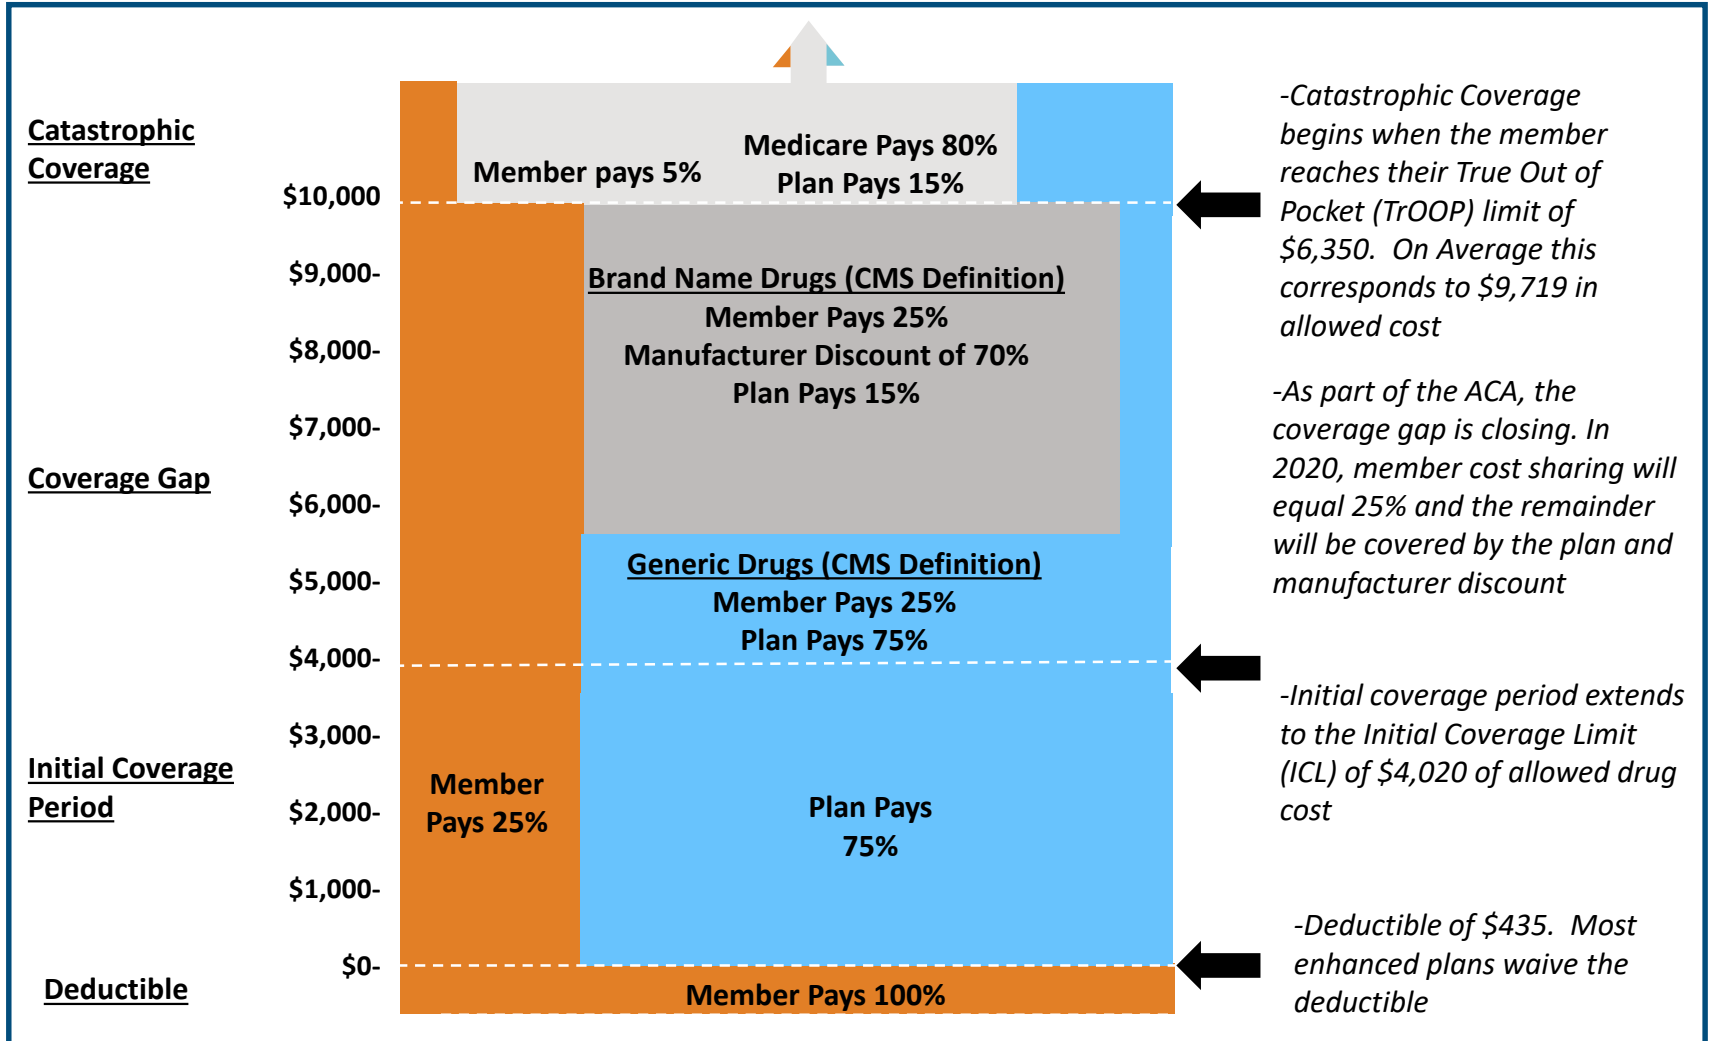 Catastrophic
Coverage
$10,000
$9,000-
$8,000-
$7,000-
Coverage Gap
$6,000-
$5,000-
$4,000-
$3,000-
Initial Coverage
Period
$2,000-
$1,000-
$0-
Deductible
Member pays 5%
Medicare Pays 80%
Plan Pays 15%
Brand Name Drugs (CMS Definition)
Member Pays 25%
Manufacturer Discount of 70%
Plan Pays 15%
Generic Drugs (CMS Definition)
Member Pays 25%
Plan Pays 75%
Member
Pays 25%
Plan Pays
75%
Member Pays 100%
-Catastrophic Coverage
begins when the member
reaches their True Out of
Pocket (TrOOP) limit of
$6,350.  On Average this
corresponds to $9,719 in
allowed cost
-As part of the ACA, the
coverage gap is closing. In
2020, member cost sharing will
equal 25% and the remainder
will be covered by the plan and
manufacturer discount
-Initial coverage period extends
to the Initial Coverage Limit
(ICL) of $4,020 of allowed drug
cost
-Deductible of $435.  Most
enhanced plans waive the
deductible